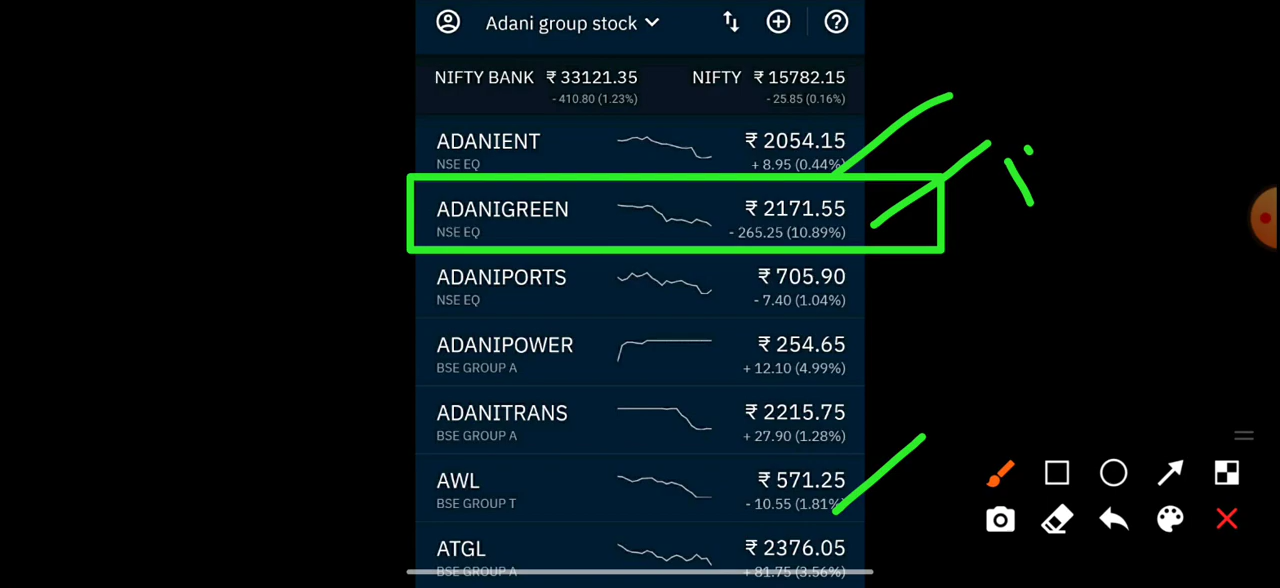 Adani group stock
NIFTY BANK ₹ 33121.35 NIFTY ₹ 15782.15
- 410.80 (1.23%) - 25.85 (0.16%)
ADANIENT ₹ 2054.15
NSE EQ + 8.95 (0.44%)
ADANIGREEN ₹ 2171.55
NSE EQ - 265.25 (10.89%)
ADANIPORTS ₹ 705.90
NSE EQ - 7.40 (1.04%)
ADANIPOWER ₹ 254.65
BSE GROUP A + 12.10 (4.99%)
ADANITRANS ₹ 2215.75
BSE GROUP A + 27.90 (1.28%)
AWL ₹ 571.25
BSE GROUP T - 10.55 (1.81%)
ATGL ₹ 2376.05
BSE GROUP A + 81.75 (3.56%)